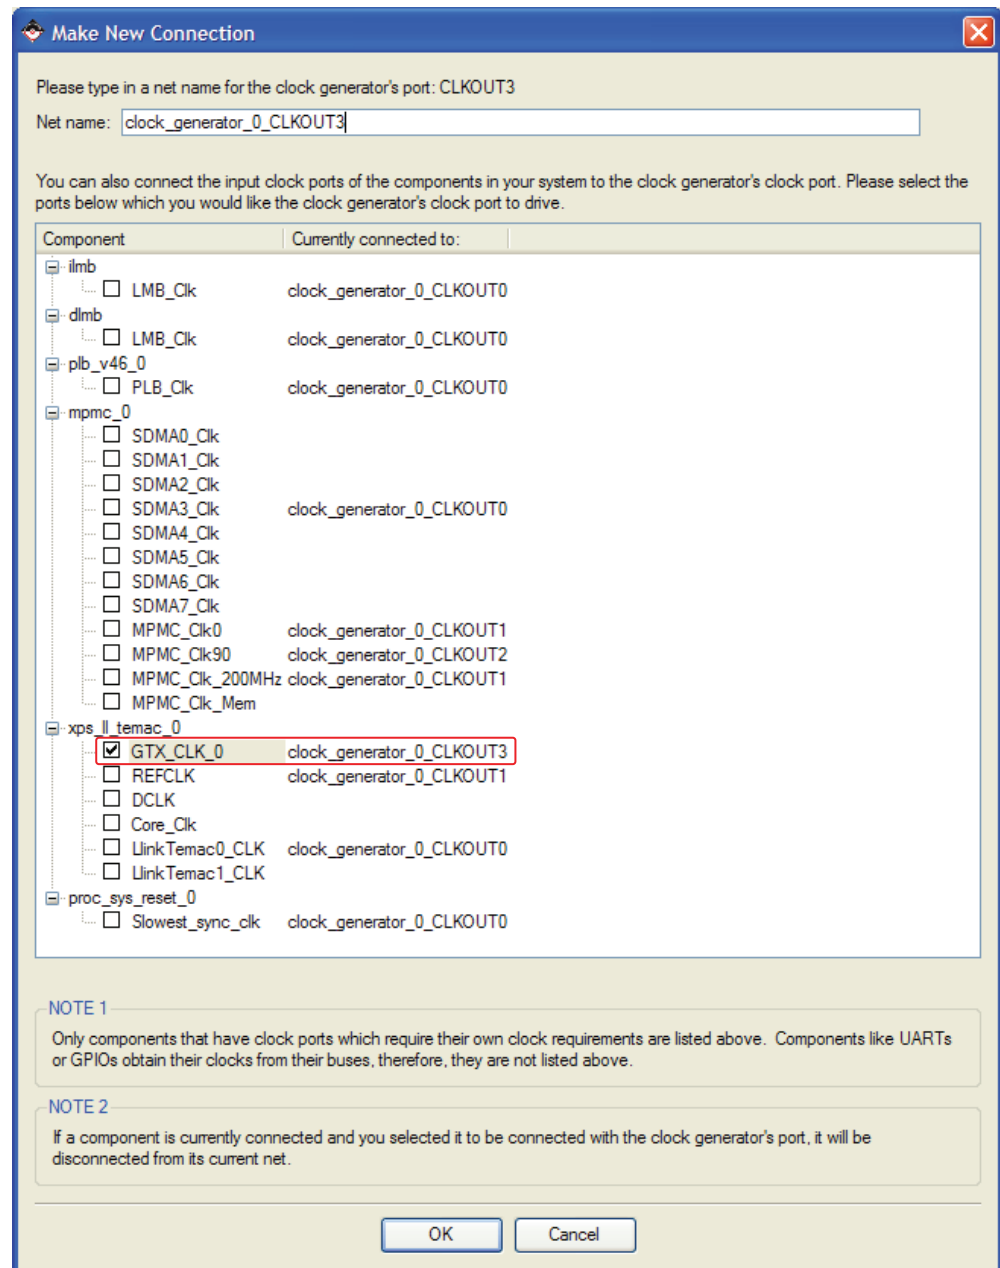 Make New Connection
Please type in a net name for the clock generator's port: CLKOUT3
Net name: clock_generator_0_CLKOUT3
You can also connect the input clock ports of the components in your system to the clock generator's clock port. Please select the
ports below which you would like the clock generator's clock port to drive.
Component Currently connected to:
ilmb
LMB_Clk clock_generator_0_CLKOUT0
dlmb
LMB_Clk clock_generator_0_CLKOUT0
plb_v46_0
PLB_Clk clock_generator_0_CLKOUT0
mpmc_0
SDMA0_Clk
SDMA1_Clk
SDMA2_Clk
SDMA3_Clk clock_generator_0_CLKOUT0
SDMA4_Clk
SDMA5_Clk
SDMA6_Clk
SDMA7_Clk
MPMC_Clk0 clock_generator_0_CLKOUT1
MPMC_Clk90 clock_generator_0_CLKOUT2
MPMC_Clk_200MHz clock_generator_0_CLKOUT1
MPMC_Clk_Mem
xps_ll_temac_0
GTX_CLK_0 clock_generator_0_CLKOUT3
REFCLK clock_generator_0_CLKOUT1
DCLK
Core_Clk
LlinkTemac0_CLK clock_generator_0_CLKOUT0
LlinkTemac1_CLK
proc_sys_reset_0
Slowest_sync_clk clock_generator_0_CLKOUT0
NOTE 1
Only components that have clock ports which require their own clock requirements are listed above. Components like UARTs
or GPIOs obtain their clocks from their buses, therefore, they are not listed above.
NOTE 2
If a component is currently connected and you selected it to be connected with the clock generator's port, it will be
disconnected from its current net.
OK Cancel